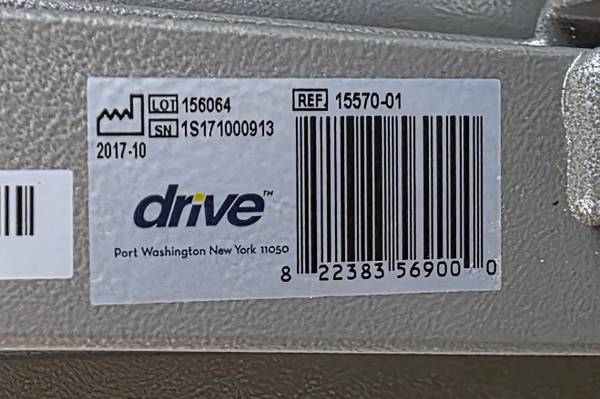 LOT 156064
SN 1S171000913
2017-10
REF 15570-01
drive™
Port Washington New York 11050
8 22383 56900 0